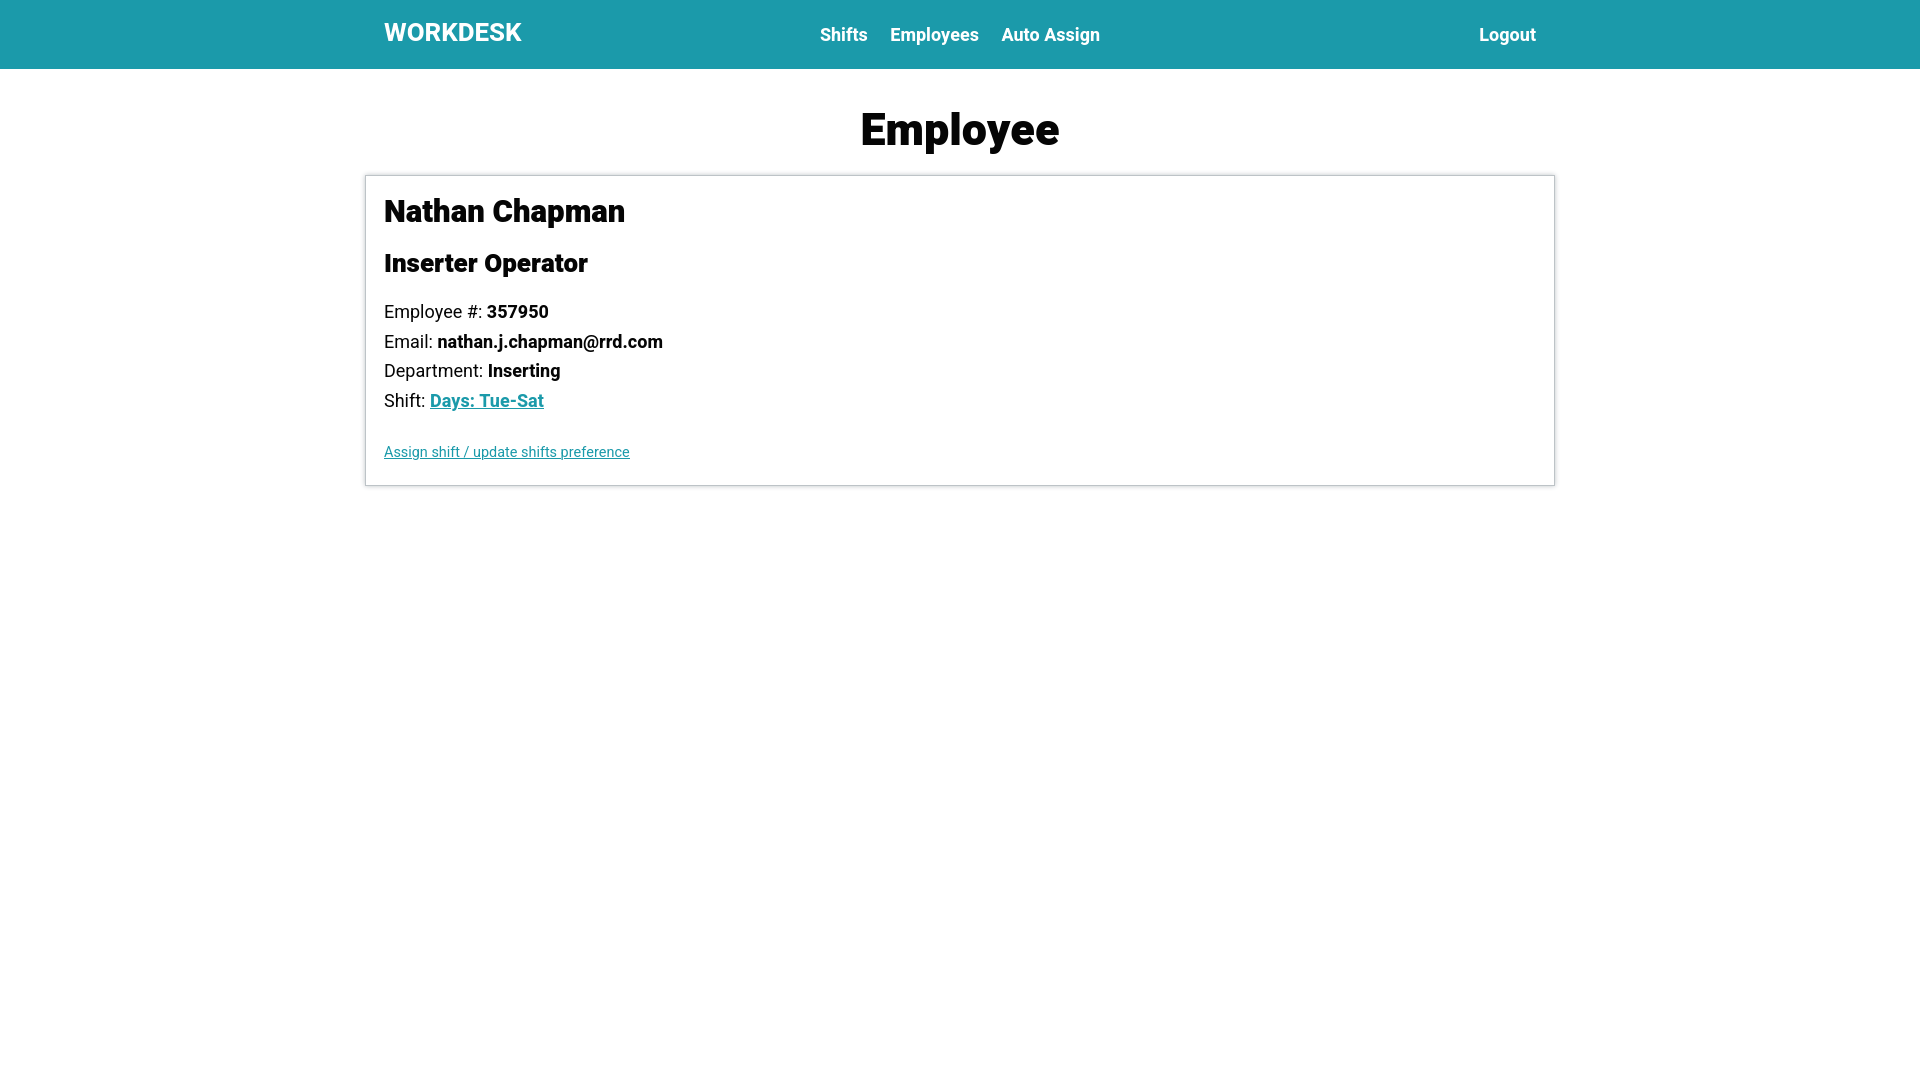 WORKDESK
Shifts Employees Auto Assign
Logout
Employee
Nathan Chapman
Inserter Operator
Employee #: 357950
Email: nathan.j.chapman@rrd.com
Department: Inserting
Shift: Days: Tue-Sat
Assign shift / update shifts preference